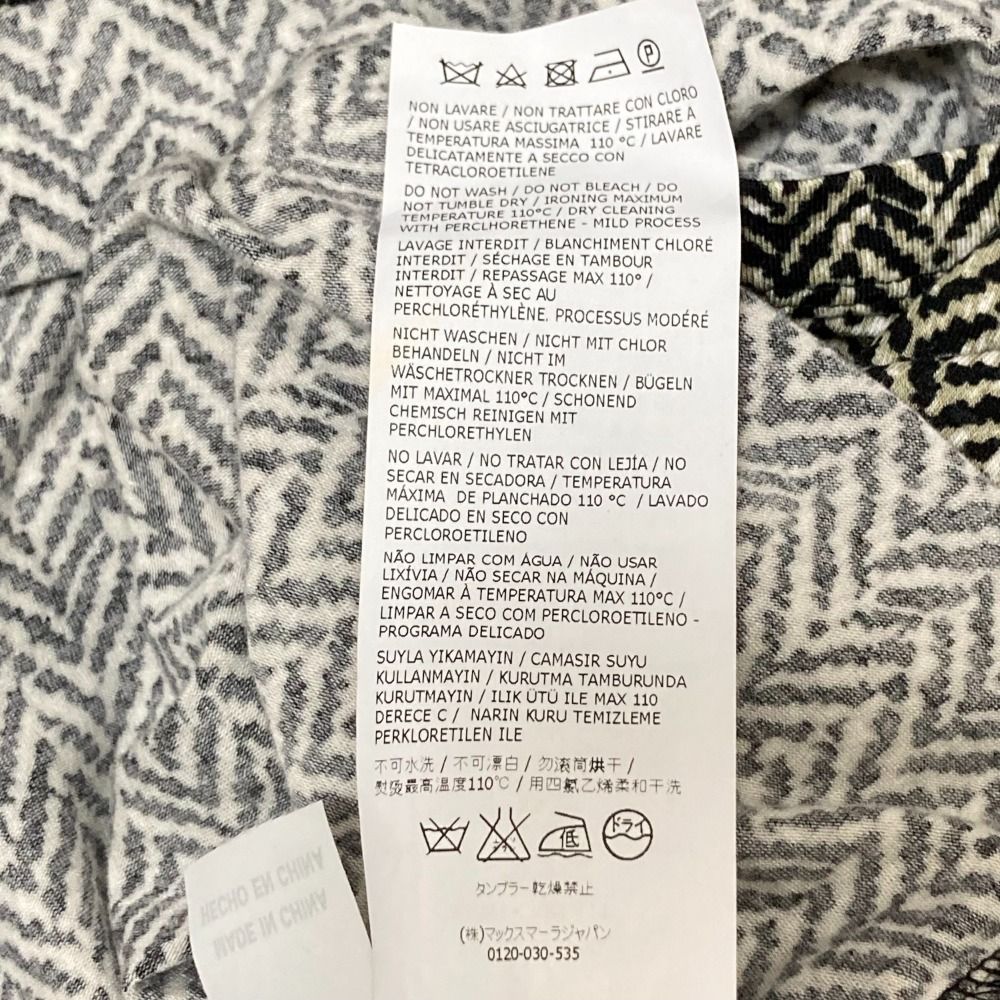 P
NON LAVARE / NON TRATTARE CON CLORO
/ NON USARE ASCIUGATRICE / STIRARE A
TEMPERATURA MASSIMA 110 °C / LAVARE
DELICATAMENTE A SECCO CON
TETRACLOROETILENE
DO NOT WASH / DO NOT BLEACH / DO
NOT TUMBLE DRY / IRONING MAXIMUM
TEMPERATURE 110°C / DRY CLEANING
WITH PERCLHORETHENE - MILD PROCESS
LAVAGE INTERDIT / BLANCHIMENT CHLORÉ
INTERDIT / SÉCHAGE EN TAMBOUR
INTERDIT / REPASSAGE MAX 110° /
NETTOYAGE À SEC AU
PERCHLORÉTHYLÈNE, PROCESSUS MODÉRÉ
NICHT WASCHEN / NICHT MIT CHLOR
BEHANDELN / NICHT IM
WÄSCHETROCKNER TROCKNEN / BÜGELN
MIT MAXIMAL 110°C / SCHONEND
CHEMISCH REINIGEN MIT
PERCHLORETHYLEN
NO LAVAR / NO TRATAR CON LEJÍA / NO
SECAR EN SECADORA / TEMPERATURA
MÁXIMA DE PLANCHADO 110 °C / LAVADO
DELICADO EN SECO CON
PERCLOROETILENO
NÃO LIMPAR COM ÁGUA / NÃO USAR
LIXÍVIA / NÃO SECAR NA MÁQUINA /
ENGOMAR À TEMPERATURA MAX 110°C /
LIMPAR A SECO COM PERCLOROETILENO -
PROGRAMA DELICADO
SUYLA YIKAMAYIN / CAMASIR SUYU
KULLANMAYIN / KURUTMA TAMBURUNDA
KURUTMAYIN / ILIK ÜTÜ ILE MAX 110
DERECE C / NARIN KURU TEMIZLEME
PERKLORETILEN ILE
不可水洗 / 不可漂白 / 勿滚筒烘干 /
熨烫最高温度110℃ / 用四氯乙烯柔和干洗
低 ドライ
タンブラー乾燥禁止
(株)マックスマーラジャパン
0120-030-535
HECHO EN CHINA
MADE IN CHINA